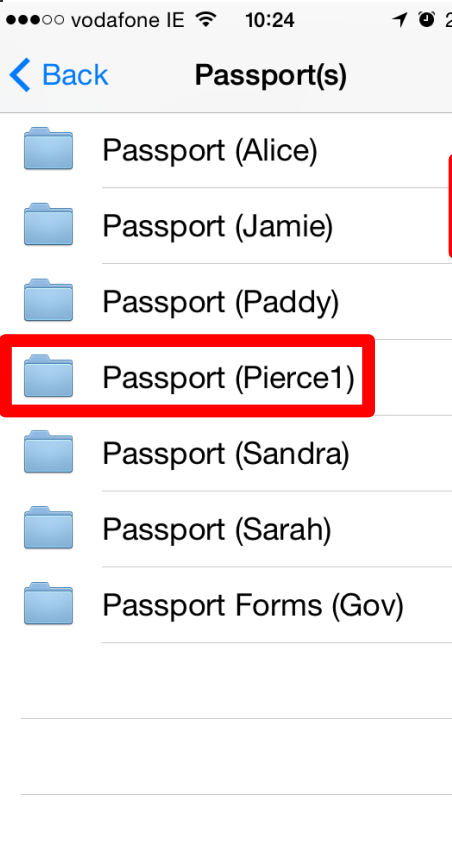 vodafone IE 10:24 2
Back Passport(s)
Passport (Alice)
Passport (Jamie)
Passport (Paddy)
Passport (Pierce1)
Passport (Sandra)
Passport (Sarah)
Passport Forms (Gov)